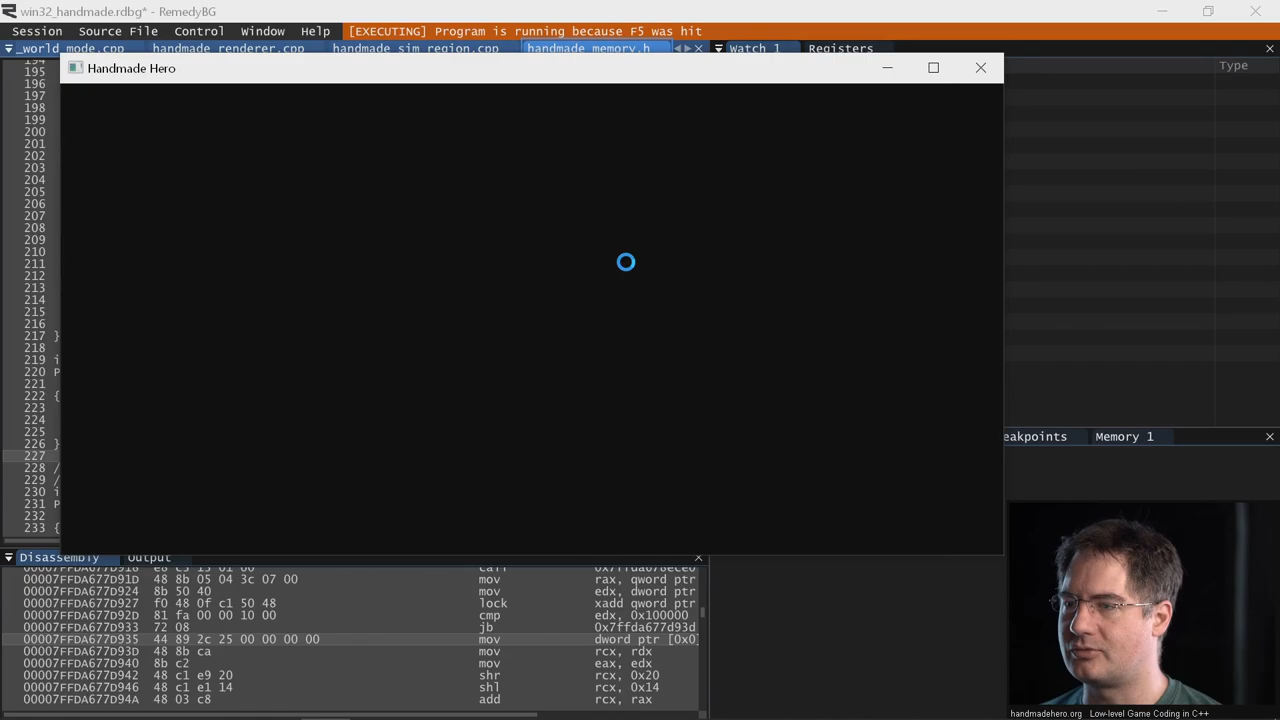 win32_handmade.rdbg* - RemedyBG
Session Source File Control Window Help [EXECUTING] Program is running because F5 was hit
_world_mode.cpp handmade_renderer.cpp handmade_sim_region.cpp handmade_memory.h Watch 1 Registers
Handmade Hero
Type
194
195
196
197
198
199
200
201
202
203
204
205
206
207
208
209
210
211
212
213
214
215
216
217 }
218
219 i
220 P
221
222 {
223
224
225
226 }
227
228 /
229 /
230 i
231 P
232
233 {
eakpoints Memory 1
Disassembly Output
00007FFDA677D918 e8 c3 13 01 00 call
00007FFDA677D91D 48 8b 05 04 3c 07 00 mov rax, qword ptr
00007FFDA677D924 8b 50 40 mov edx, dword ptr
00007FFDA677D927 f0 48 0f c1 50 48 lock xadd qword ptr
00007FFDA677D92D 81 fa 00 00 10 00 cmp edx, 0x100000
00007FFDA677D933 72 08 jb 0x7ffda677d93d
00007FFDA677D935 44 89 2c 25 00 00 00 00 mov dword ptr [0x0]
00007FFDA677D93D 48 8b ca mov rcx, rdx
00007FFDA677D940 8b c2 mov eax, edx
00007FFDA677D942 48 c1 e9 20 shr rcx, 0x20
00007FFDA677D946 48 c1 e1 14 shl rcx, 0x14
00007FFDA677D94A 48 03 c8 add rcx, rax
handmadehero.org Low-level Game Coding in C++